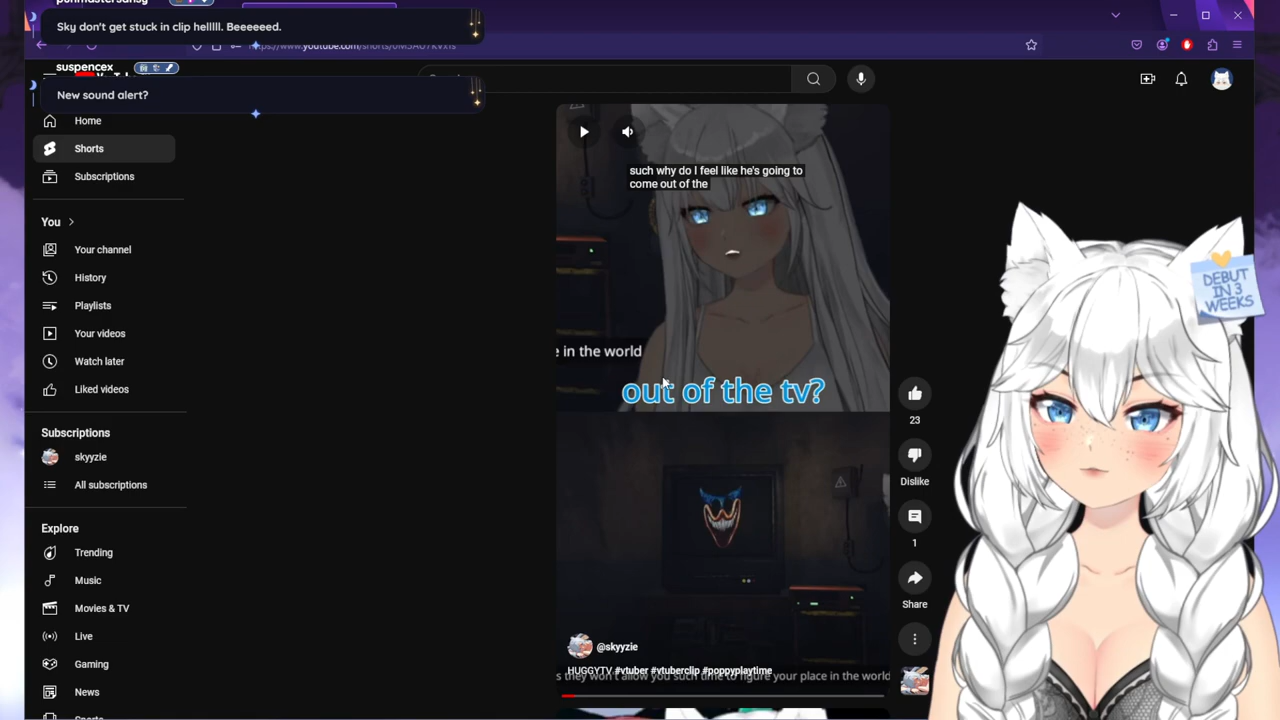 Sky don't get stuck in clip helllll. Beeeeeed.
suspencex
New sound alert?
Home
Shorts
Subscriptions
You
Your channel
History
Playlists
Your videos
Watch later
Liked videos
Subscriptions
skyyzie
All subscriptions
Explore
Trending
Music
Movies & TV
Live
Gaming
News
such why do I feel like he's going to
come out of the
e in the world
out of the tv?
@skyyzie
HUGGYTV #vtuber #vtuberclip #poppyplaytime
s they won't allow you such time to figure your place in the world
23
Dislike
1
Share
DEBUT
IN 3
WEEKS